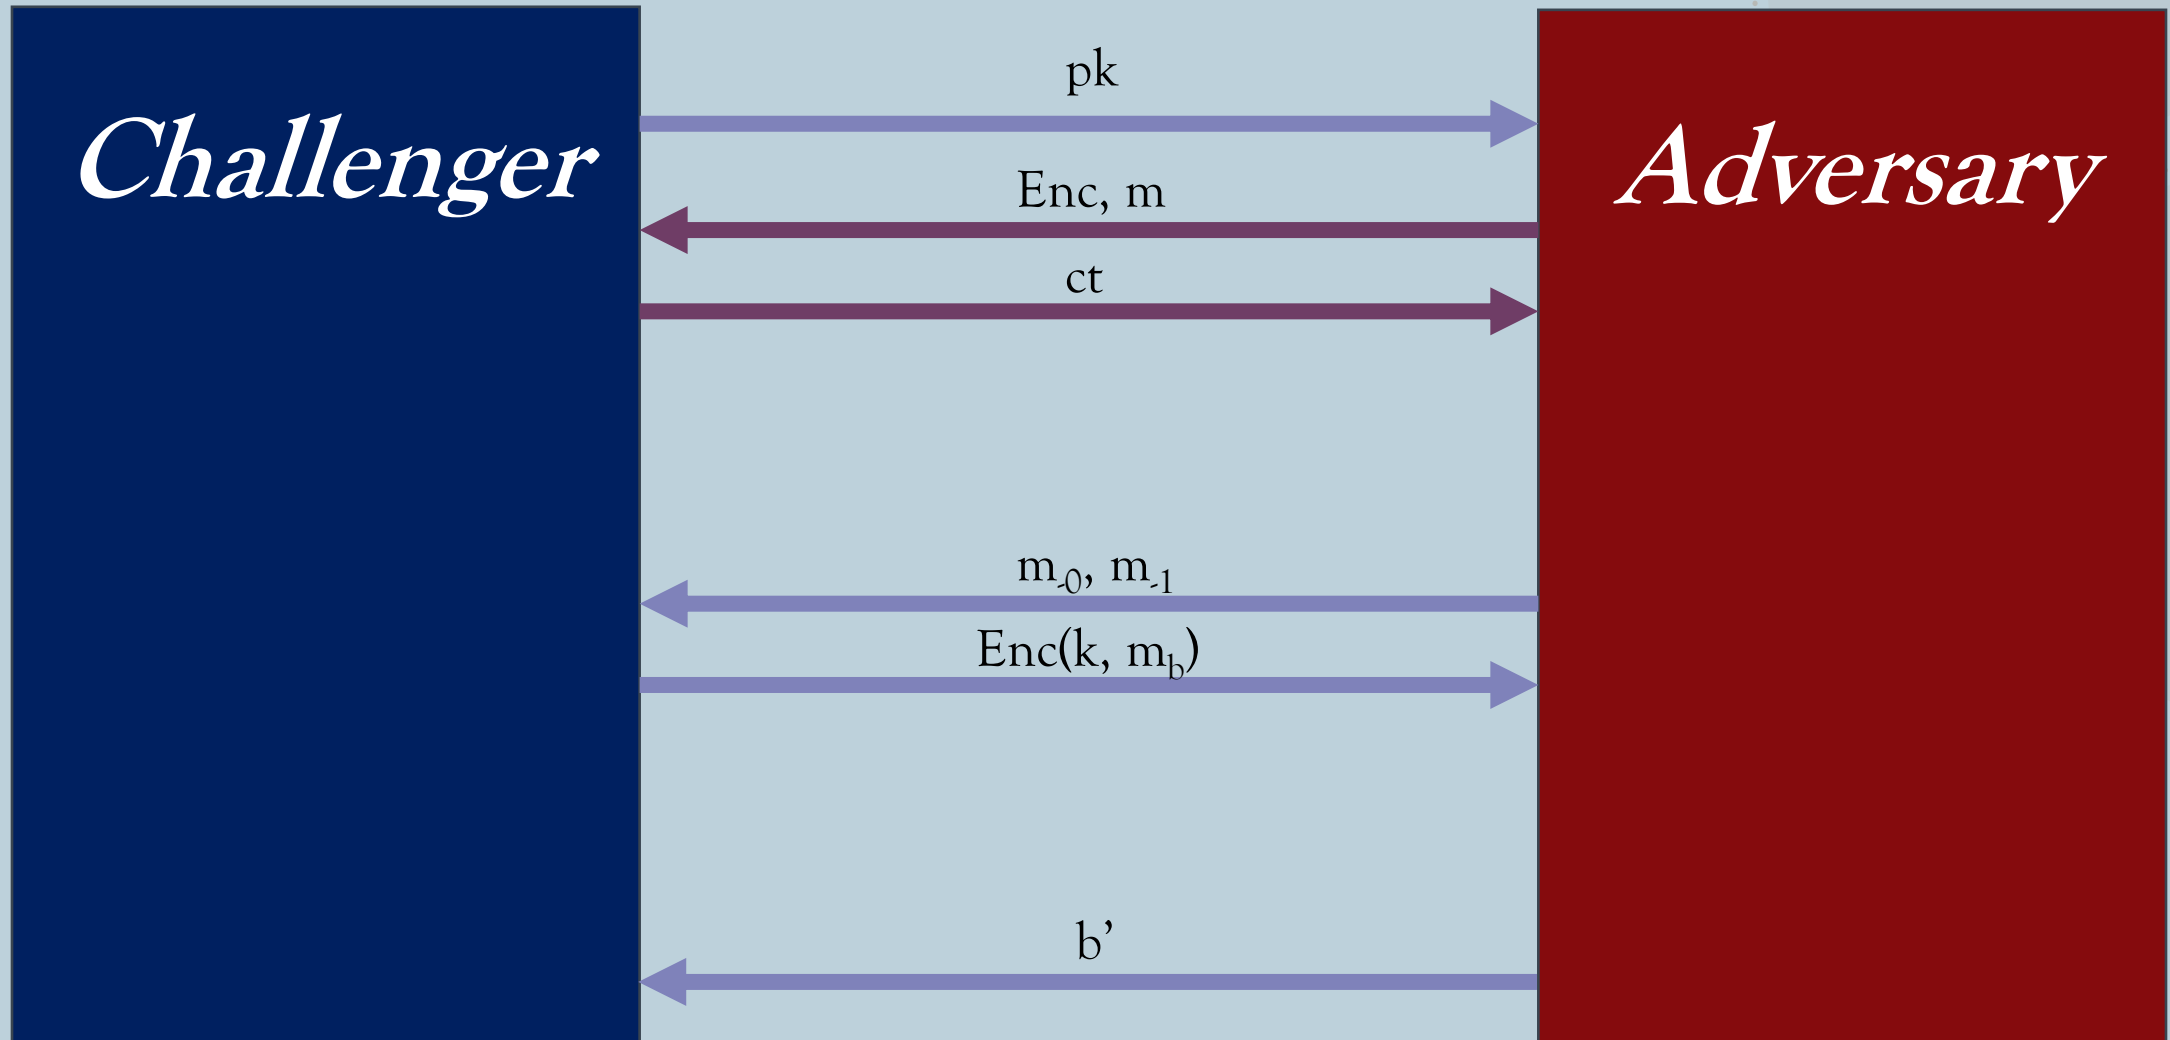 Challenger
Adversary
pk
Enc, m
ct
m-0, m-1
Enc(k, mb)
b’